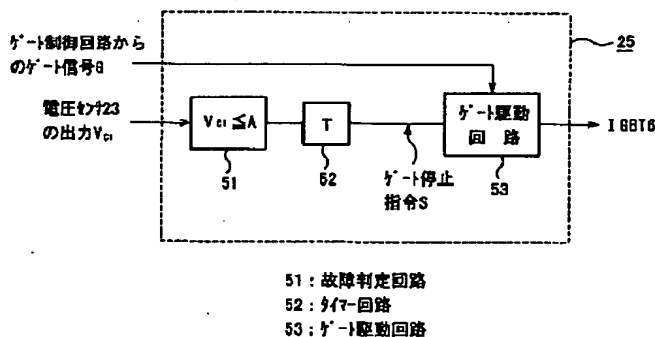 ゲート制御回路から
のゲート信号G
25
電圧センサ23
の出力VC1
VC1≦A
T
ゲート駆動
回路
IGBT6
51
52
ゲート停止
指令S
53
51：故障判定回路
52：タイマー回路
53：ゲート駆動回路